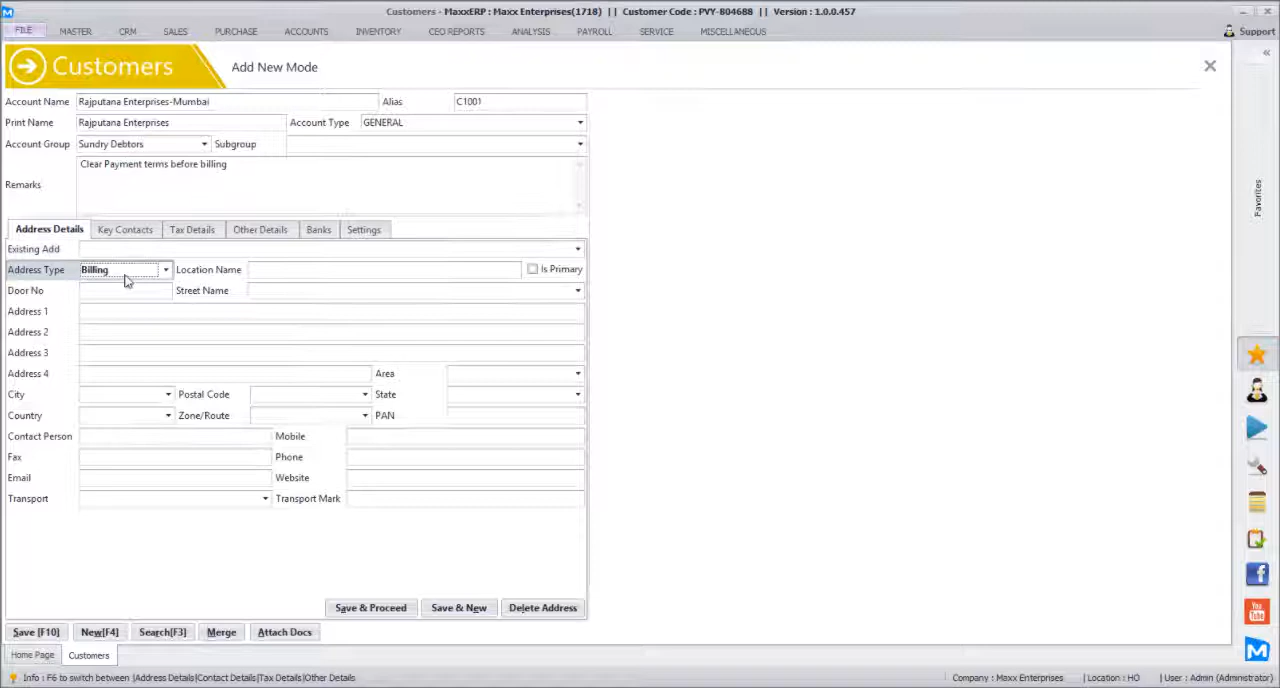 Customers - MaxxERP : Maxx Enterprises(1718) || Customer Code : PVY-804688 || Version : 1.0.0.457
FILE MASTER CRM SALES PURCHASE ACCOUNTS INVENTORY CEO REPORTS ANALYSIS PAYROLL SERVICE MISCELLANEOUS Support
Customers Add New Mode
Account Name Rajputana Enterprises-Mumbai Alias C1001
Print Name Rajputana Enterprises Account Type GENERAL
Account Group Sundry Debtors Subgroup
Remarks Clear Payment terms before billing
Favorites
Address Details Key Contacts Tax Details Other Details Banks Settings
Existing Add
Address Type Billing Location Name Is Primary
Door No Street Name
Address 1
Address 2
Address 3
Address 4 Area
City Postal Code State
Country Zone/Route PAN
Contact Person Mobile
Fax Phone
Email Website
Transport Transport Mark
Save & Proceed Save & New Delete Address
Save [F10] New[F4] Search[F3] Merge Attach Docs
You Tube
Home Page Customers
Info : F6 to switch between |Address Details|Contact Details|Tax Details|Other Details Company : Maxx Enterprises |Location : HO |User : Admin (Administrator)